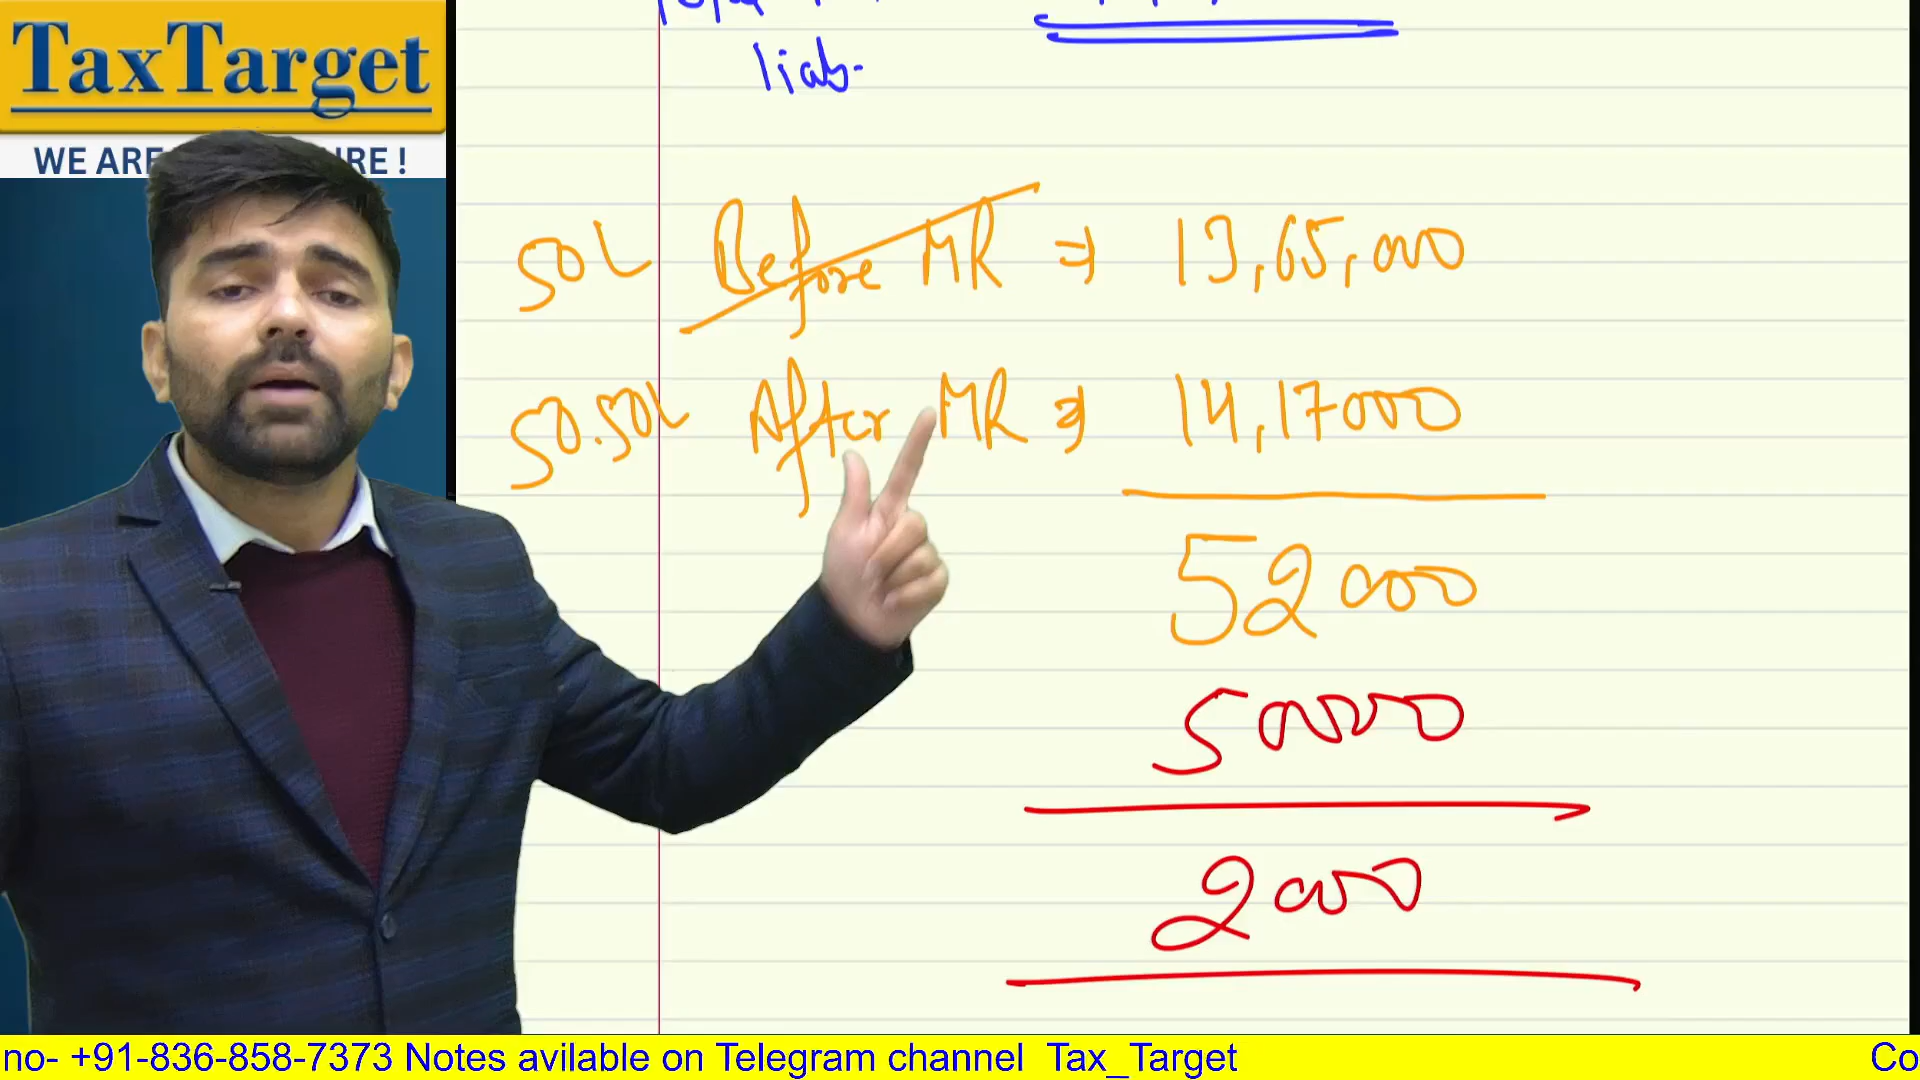 TaxTarget
WE ARE
liab.
50L Before MR ⇒ 13,65,000
50.50L After MR ⇒ 14,17000
52000
50000
2000
no- +91-836-858-7373 Notes avilable on Telegram channel Tax_Target
Co